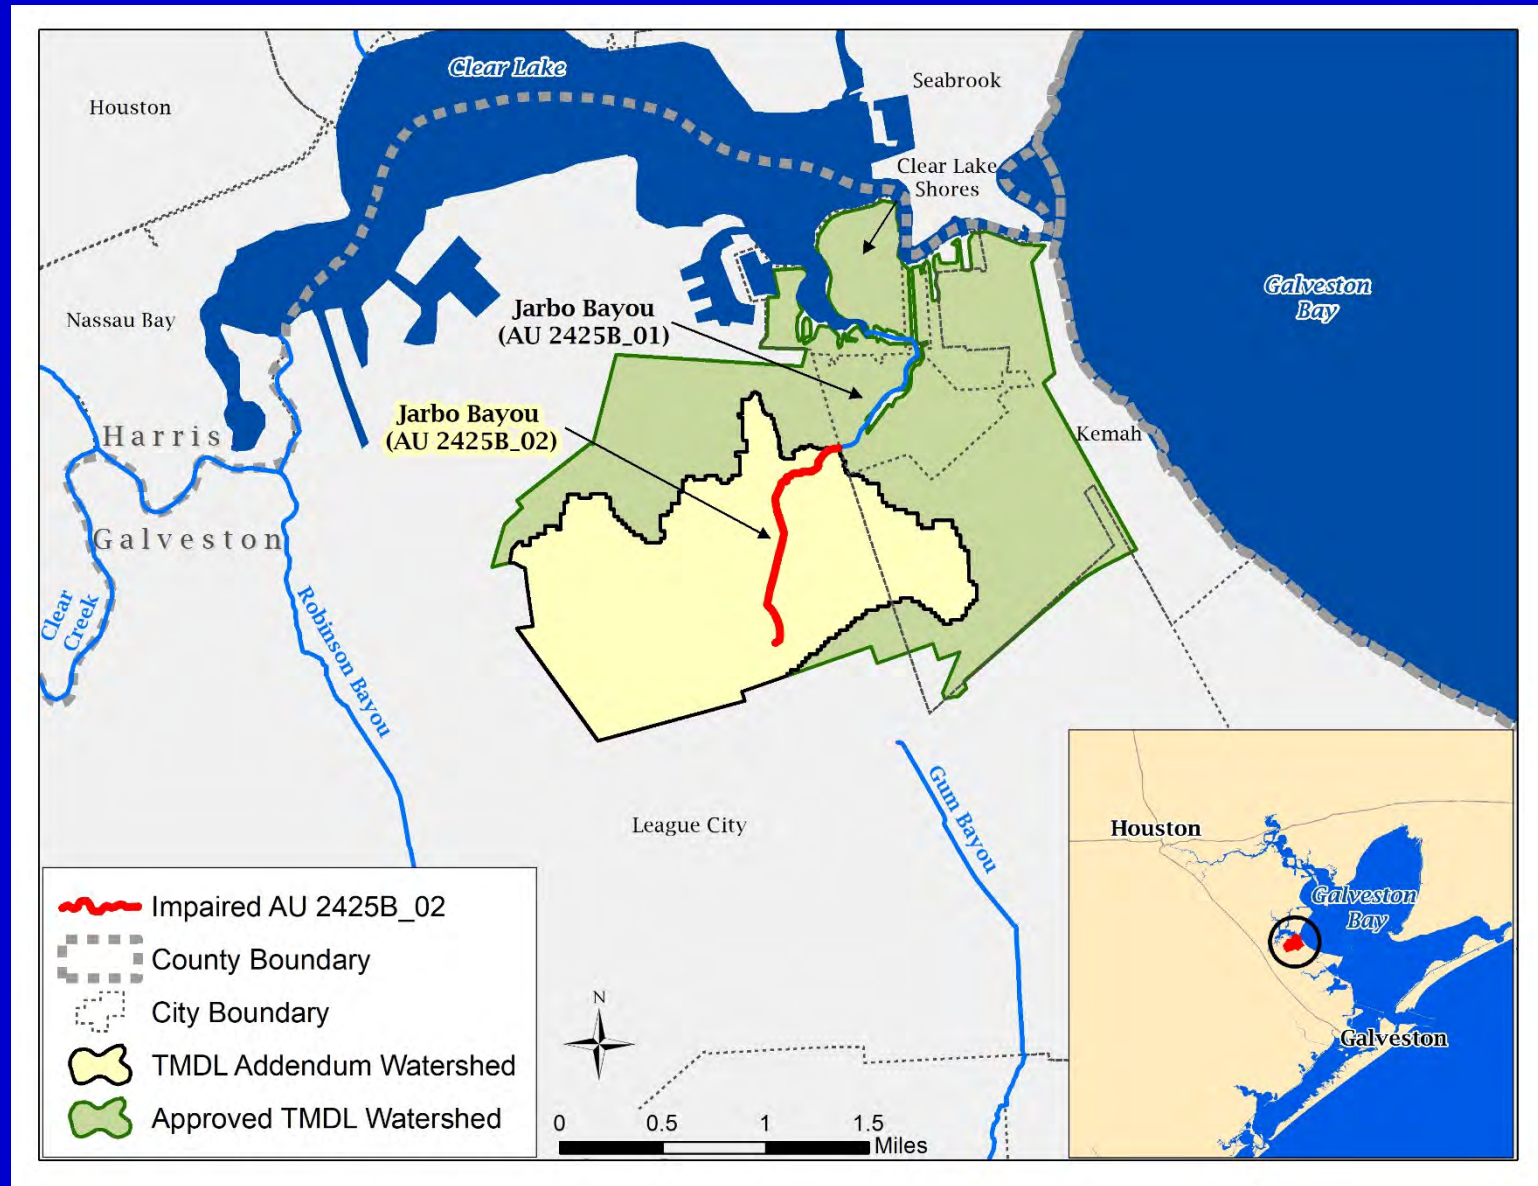 Clear Lake
Seabrook
Houston
Clear Lake
Shores
Galveston
Bay
Nassau Bay
Jarbo Bayou
(AU 2425B_01)
Jarbo Bayou
(AU 2425B_02)
Kemah
Harris
Galveston
Clear
Creek
Robinson Bayou
Gum Bayou
League City
Impaired AU 2425B_02
County Boundary
City Boundary
TMDL Addendum Watershed
Approved TMDL Watershed
N
0 0.5 1 1.5
Miles
Houston
Galveston
Bay
Galveston